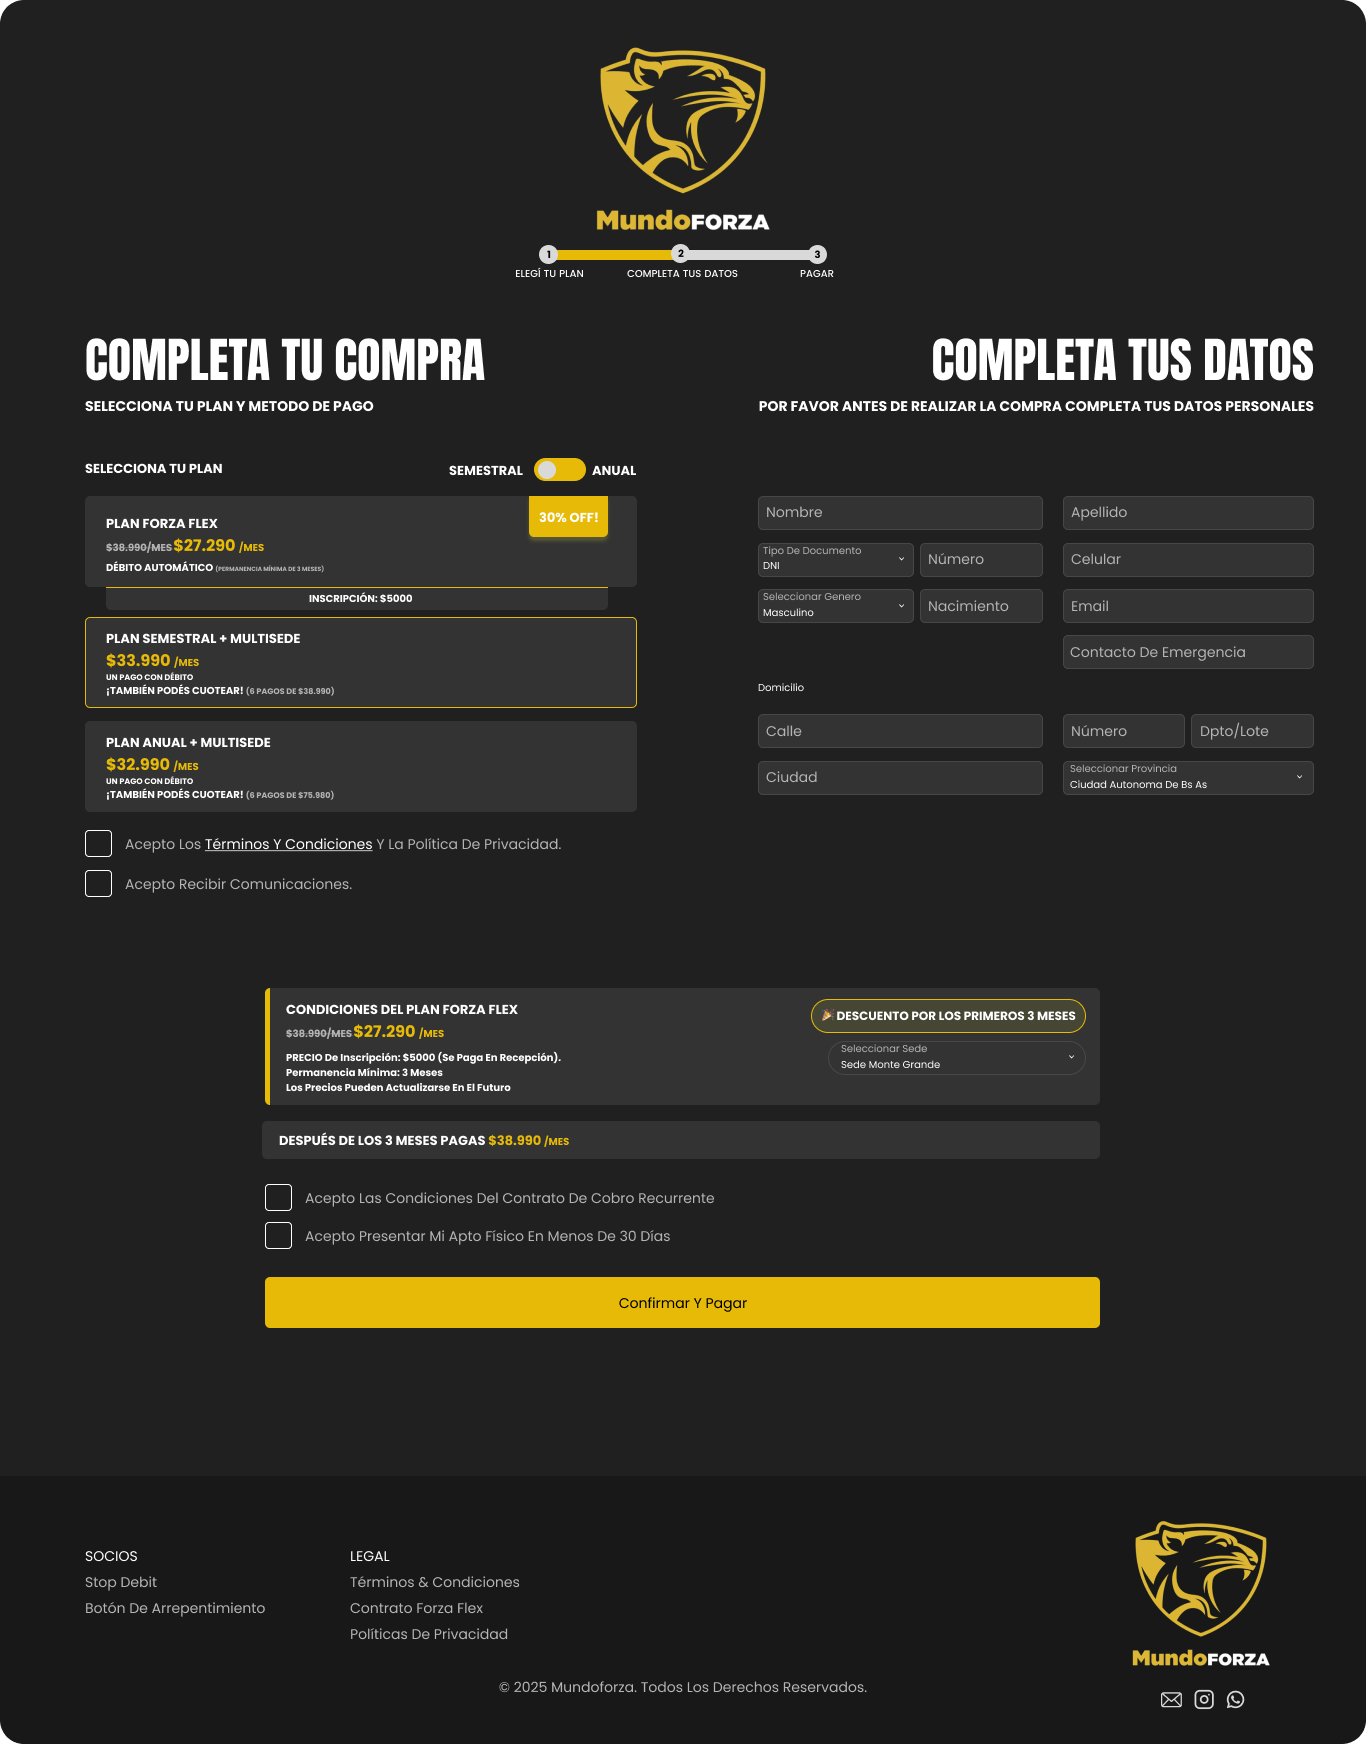 MundoFORZA
1 2 3
ELEGÍ TU PLAN COMPLETA TUS DATOS PAGAR
COMPLETA TU COMPRA
SELECCIONA TU PLAN Y METODO DE PAGO
SELECCIONA TU PLAN
SEMESTRAL ANUAL
PLAN FORZA FLEX
30% OFF!
$38.990/MES $27.290 /MES
DÉBITO AUTOMÁTICO (PERMANENCIA MÍNIMA DE 3 MESES)
INSCRIPCIÓN: $5000
PLAN SEMESTRAL + MULTISEDE
$33.990 /MES
UN PAGO CON DÉBITO
¡TAMBIÉN PODÉS CUOTEAR! (6 PAGOS DE $38.990)
PLAN ANUAL + MULTISEDE
$32.990 /MES
UN PAGO CON DÉBITO
¡TAMBIÉN PODÉS CUOTEAR! (6 PAGOS DE $75.980)
Acepto Los Términos Y Condiciones Y La Política De Privacidad.
Acepto Recibir Comunicaciones.
COMPLETA TUS DATOS
POR FAVOR ANTES DE REALIZAR LA COMPRA COMPLETA TUS DATOS PERSONALES
Nombre Apellido
Tipo De Documento
DNI
Número Celular
Seleccionar Genero
Masculino
Nacimiento Email
Contacto De Emergencia
Domicilio
Calle Número Dpto/Lote
Ciudad
Seleccionar Provincia
Ciudad Autonoma De Bs As
CONDICIONES DEL PLAN FORZA FLEX
$38.990/MES $27.290 /MES
PRECIO De Inscripción: $5000 (Se Paga En Recepción).
Permanencia Mínima: 3 Meses
Los Precios Pueden Actualizarse En El Futuro
🎉 DESCUENTO POR LOS PRIMEROS 3 MESES
Seleccionar Sede
Sede Monte Grande
DESPUÉS DE LOS 3 MESES PAGAS $38.990 /MES
Acepto Las Condiciones Del Contrato De Cobro Recurrente
Acepto Presentar Mi Apto Físico En Menos De 30 Días
Confirmar Y Pagar
SOCIOS
Stop Debit
Botón De Arrepentimiento
LEGAL
Términos & Condiciones
Contrato Forza Flex
Políticas De Privacidad
MundoFORZA
© 2025 Mundoforza. Todos Los Derechos Reservados.